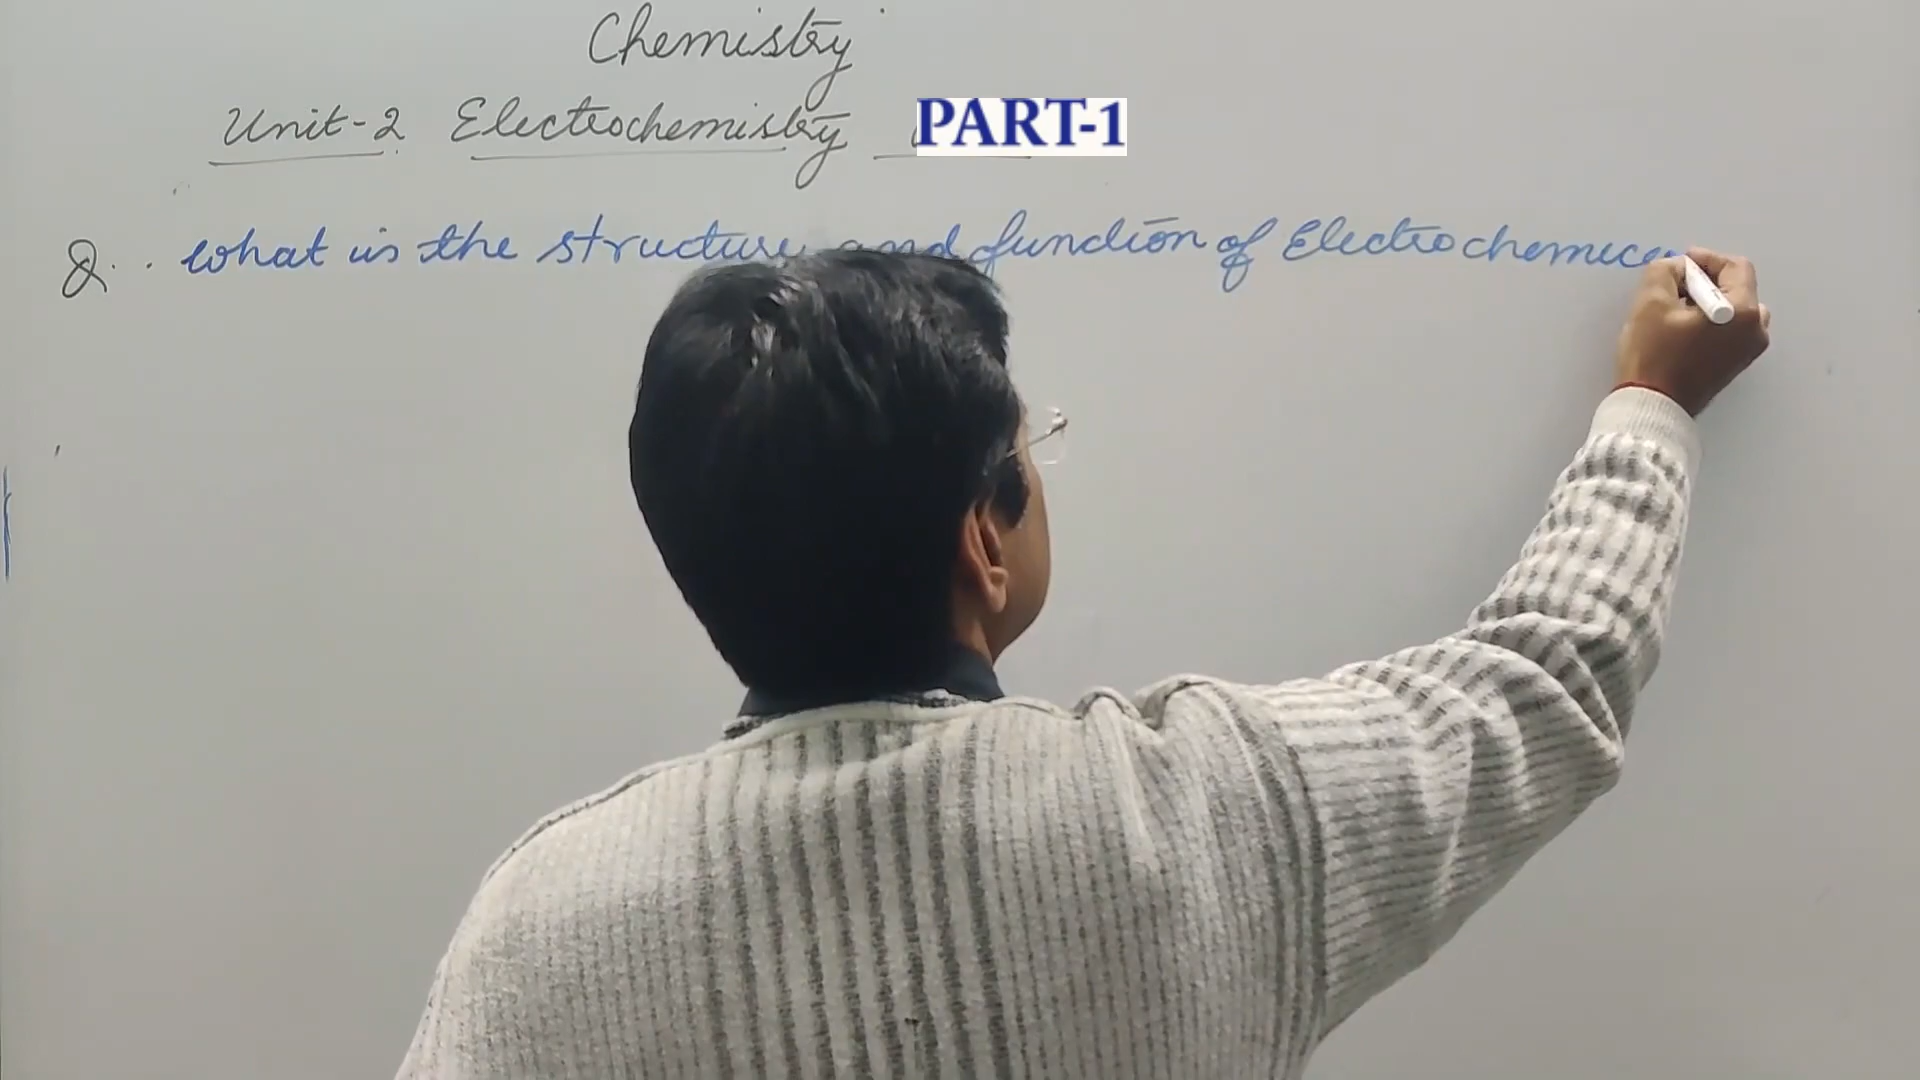 Chemistry
Unit-2 Electrochemistry PART-1
Q. What is the structure and function of Electrochemica